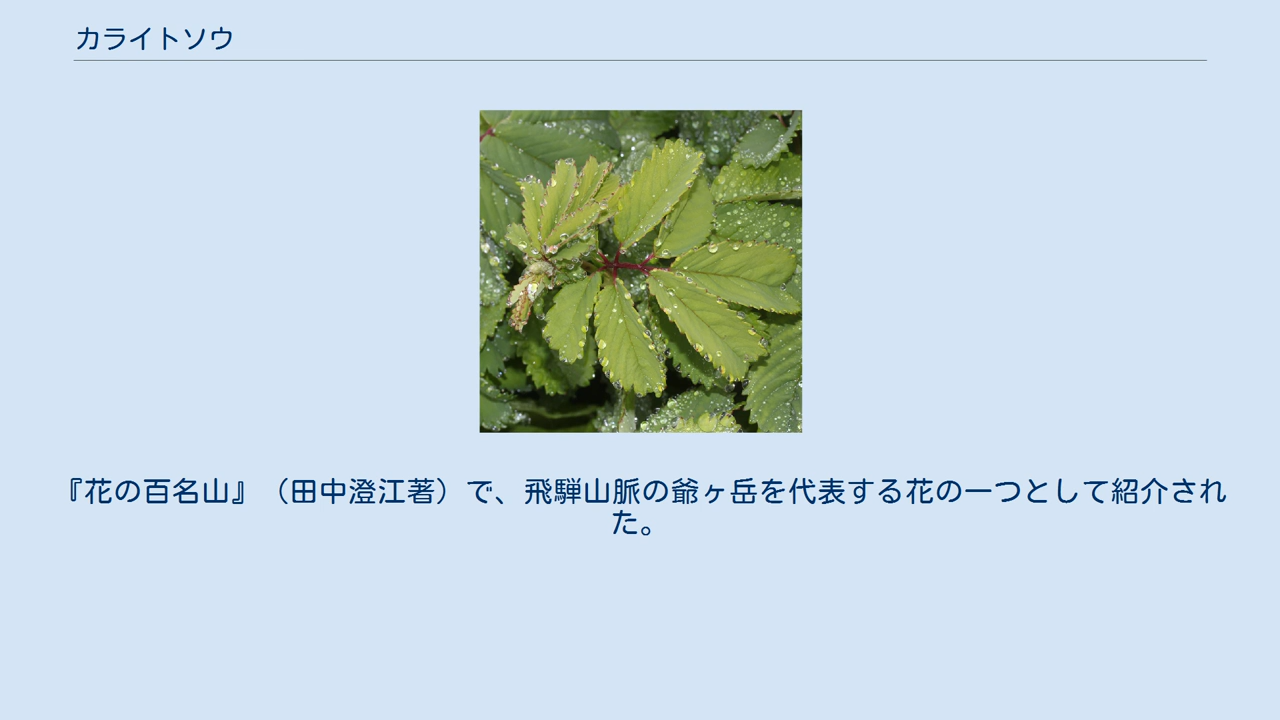 カライトソウ
『花の百名山』（田中澄江著）で、飛騨山脈の爺ヶ岳を代表する花の一つとして紹介され
た。